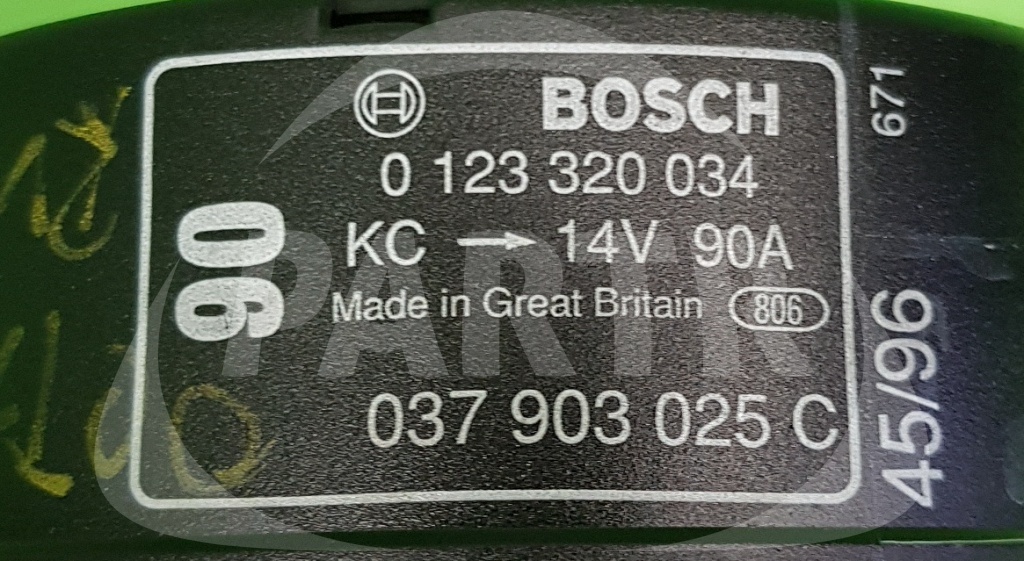 BOSCH
0 123 320 034
KC → 14V 90A
Made in Great Britain 806
037 903 025 C
90
671
45/96